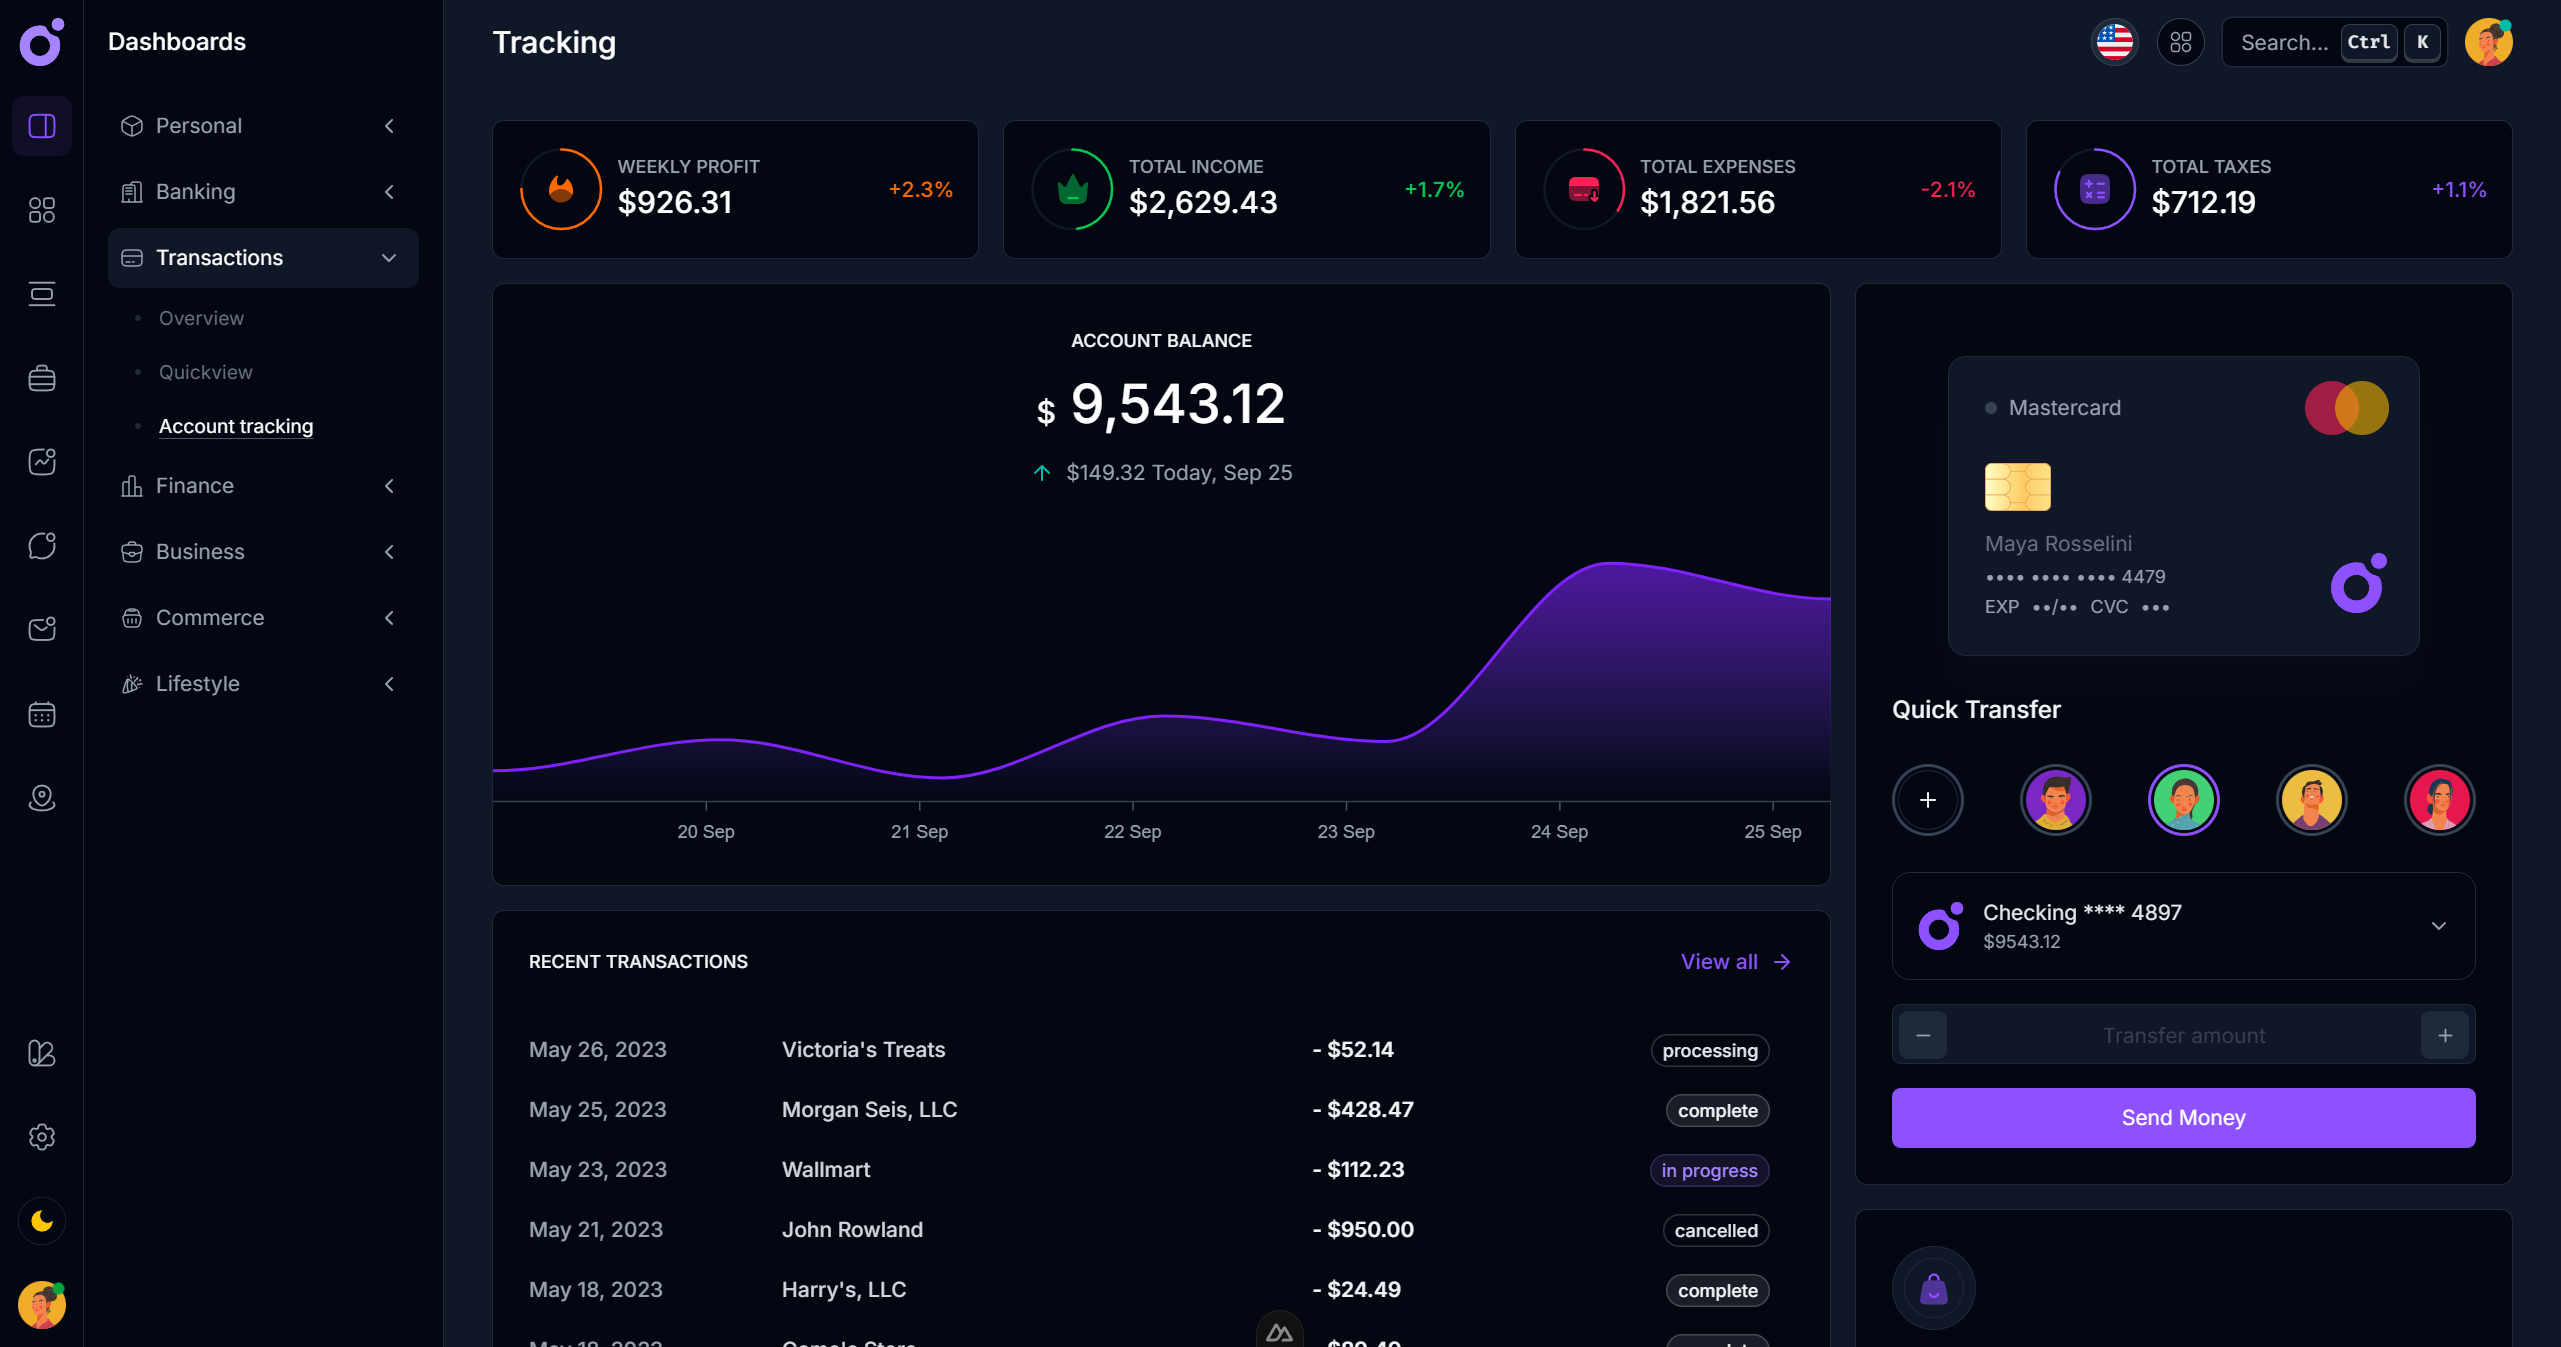 Dashboards
Personal
Banking
Transactions
Overview
Quickview
Account tracking
Finance
Business
Commerce
Lifestyle
Tracking
Search... Ctrl K
WEEKLY PROFIT
$926.31
+2.3%
TOTAL INCOME
$2,629.43
+1.7%
TOTAL EXPENSES
$1,821.56
-2.1%
TOTAL TAXES
$712.19
+1.1%
ACCOUNT BALANCE
$ 9,543.12
$149.32 Today, Sep 25
20 Sep 21 Sep 22 Sep 23 Sep 24 Sep 25 Sep
RECENT TRANSACTIONS View all
May 26, 2023 Victoria's Treats - $52.14 processing
May 25, 2023 Morgan Seis, LLC - $428.47 complete
May 23, 2023 Wallmart - $112.23 in progress
May 21, 2023 John Rowland - $950.00 cancelled
May 18, 2023 Harry's, LLC - $24.49 complete
Mastercard
Maya Rosselini
•••• •••• •••• 4479
EXP ••/•• CVC •••
Quick Transfer
Checking **** 4897
$9543.12
Transfer amount
Send Money